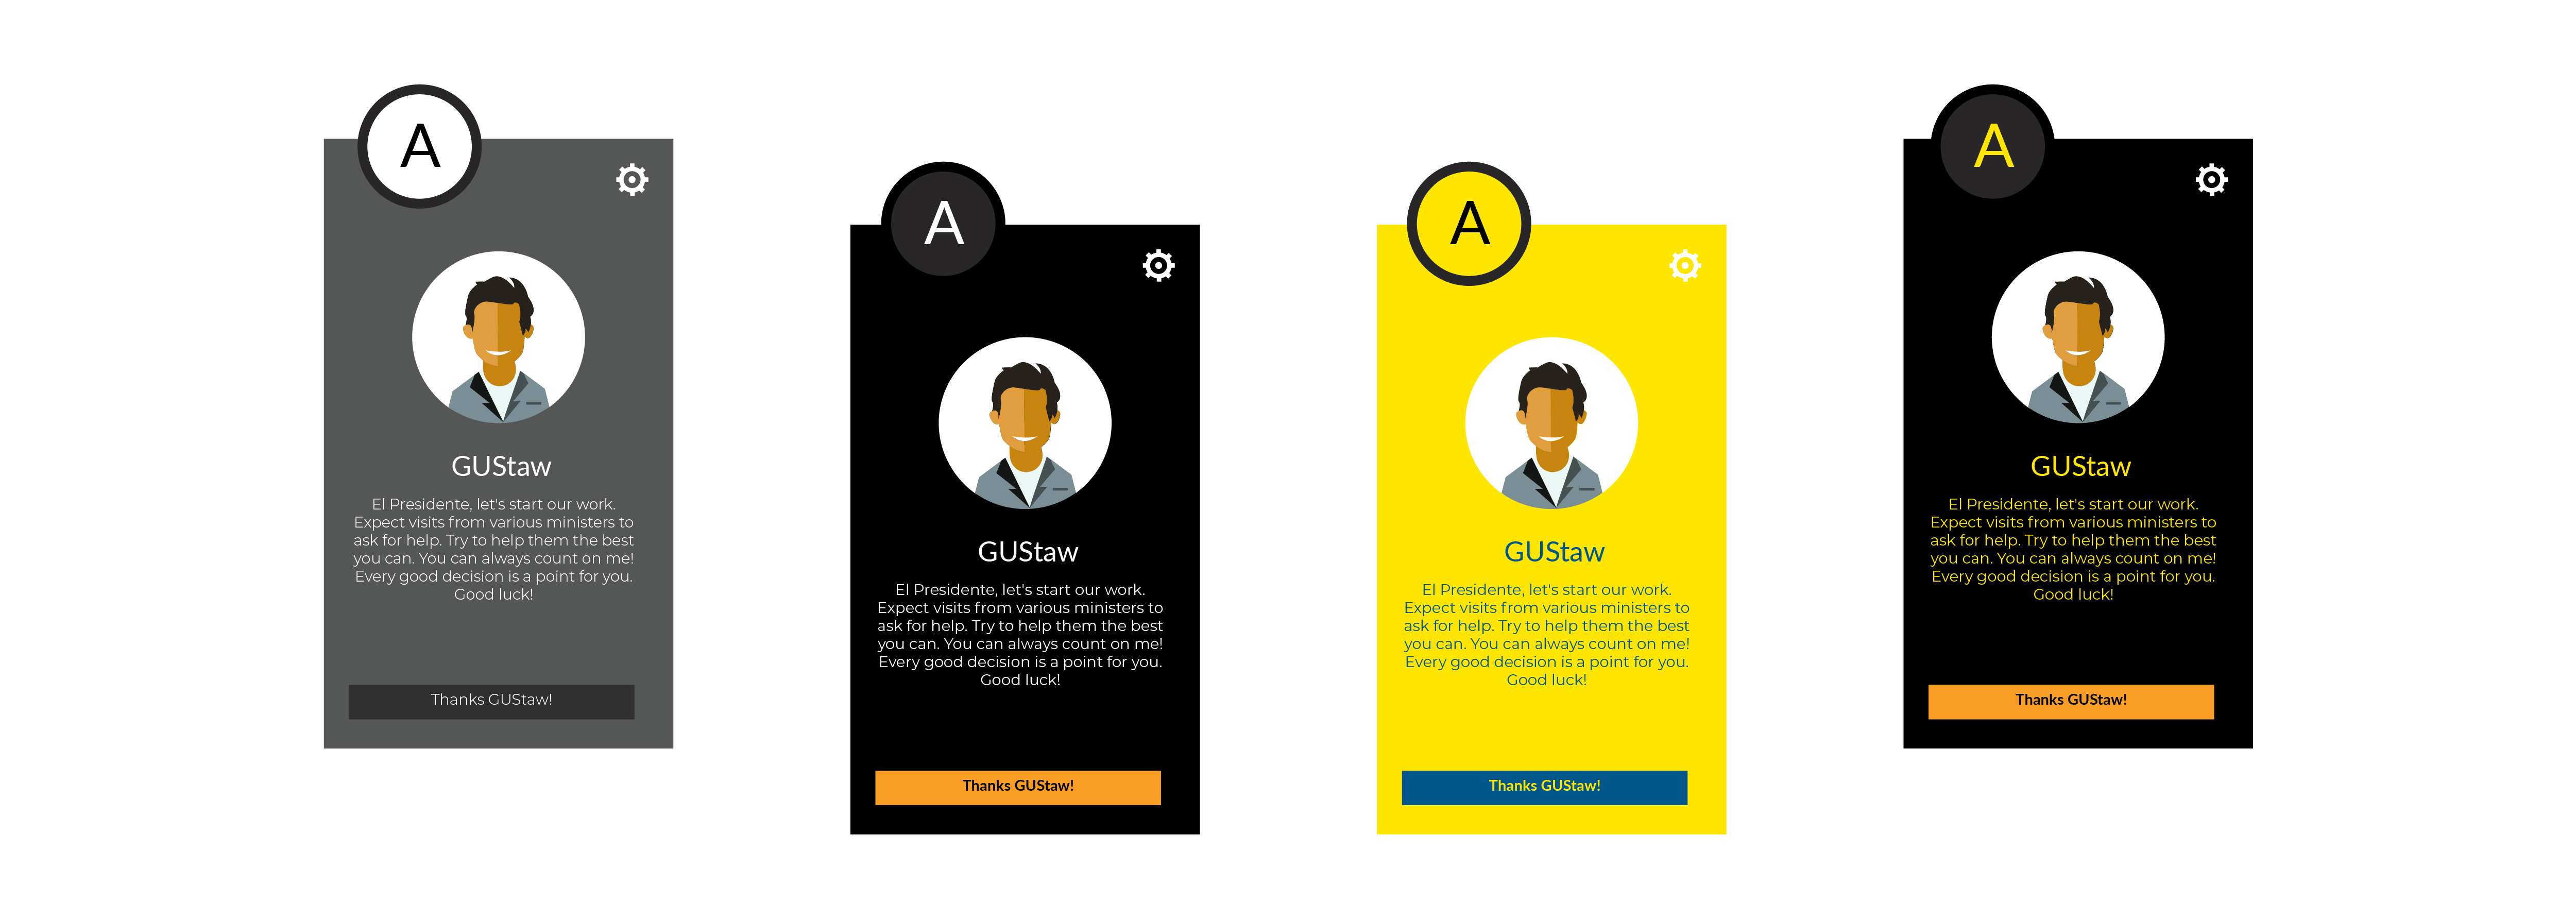 A
GUStaw
El Presidente, let's start our work.
Expect visits from various ministers to
ask for help. Try to help them the best
you can. You can always count on me!
Every good decision is a point for you.
Good luck!
Thanks GUStaw!
A
GUStaw
El Presidente, let's start our work.
Expect visits from various ministers to
ask for help. Try to help them the best
you can. You can always count on me!
Every good decision is a point for you.
Good luck!
Thanks GUStaw!
A
GUStaw
El Presidente, let's start our work.
Expect visits from various ministers to
ask for help. Try to help them the best
you can. You can always count on me!
Every good decision is a point for you.
Good luck!
Thanks GUStaw!
A
GUStaw
El Presidente, let's start our work.
Expect visits from various ministers to
ask for help. Try to help them the best
you can. You can always count on me!
Every good decision is a point for you.
Good luck!
Thanks GUStaw!